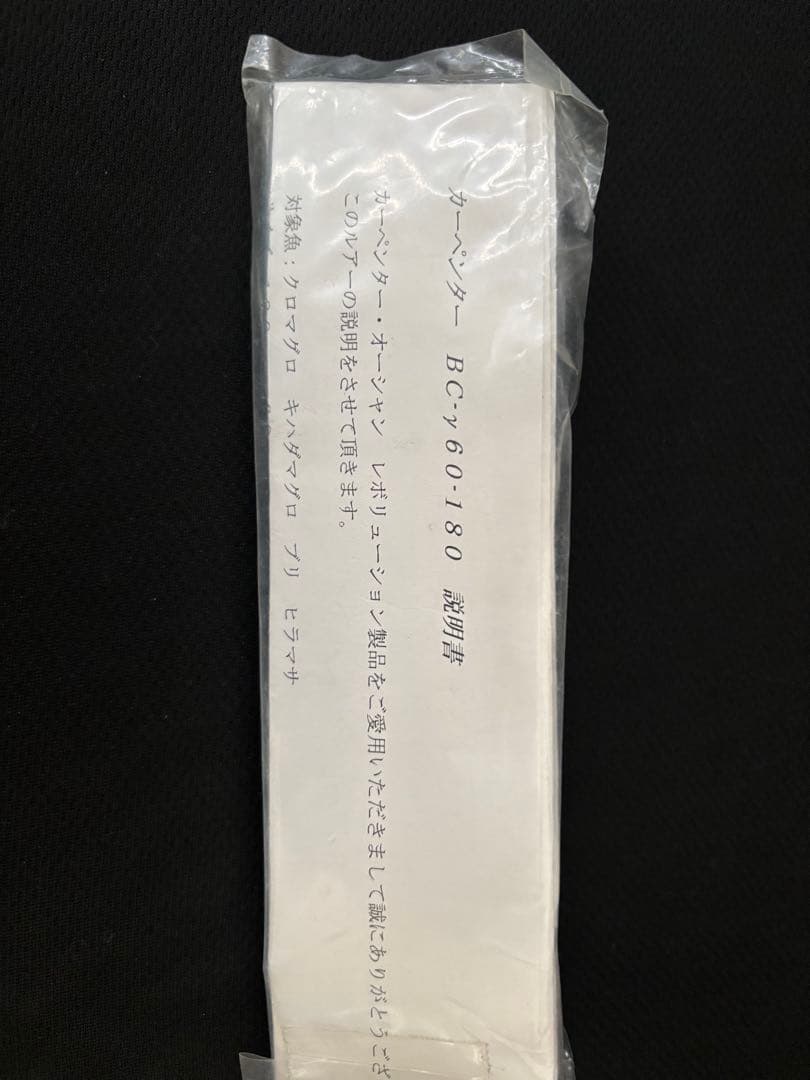 カーペンター BC-γ60-180 説明書
カーペンター・オーシャン レボリューション製品をご愛用いただきまして誠にありがとうござ
このルアーの説明をさせて頂きます。
対象魚:クロマグロ キハダマグロ ブリ ヒラマサ